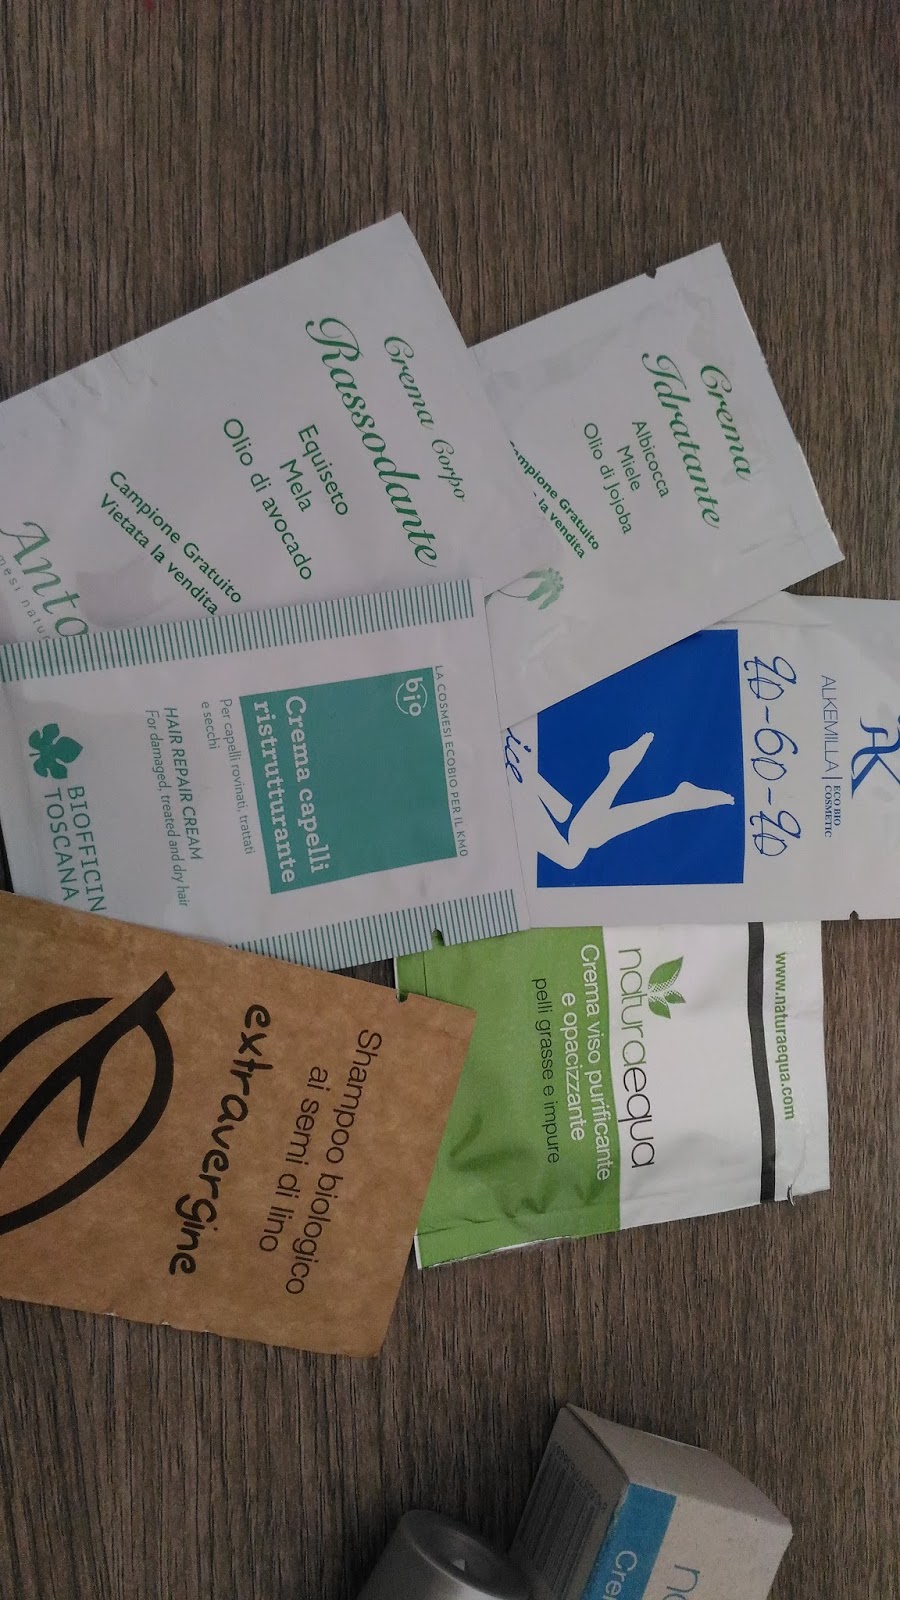 Crema Corpo
Rassodante
Equiseto
Mela
Olio di avocado
Campione Gratuito
Vietata la vendita
Crema
Idratante
Albicocca
Miele
Olio di Jojoba
Gratuito
la vendita
LA COSMESI ECOBIO PER IL KM0
bio
Crema capelli
ristrutturante
Per capelli rovinati, trattati
e secchi
HAIR REPAIR CREAM
For damaged, treated and dry hair
BIOFFICIN
TOSCANA
ALKEMILLA
ECO BIO
COSMETIC
90-60-90
ice
www.naturaequa.com
naturaequa
Crema viso purificante
e opacizzante
pelli grasse e impure
Shampoo biologico
ai semi di lino
extravergine